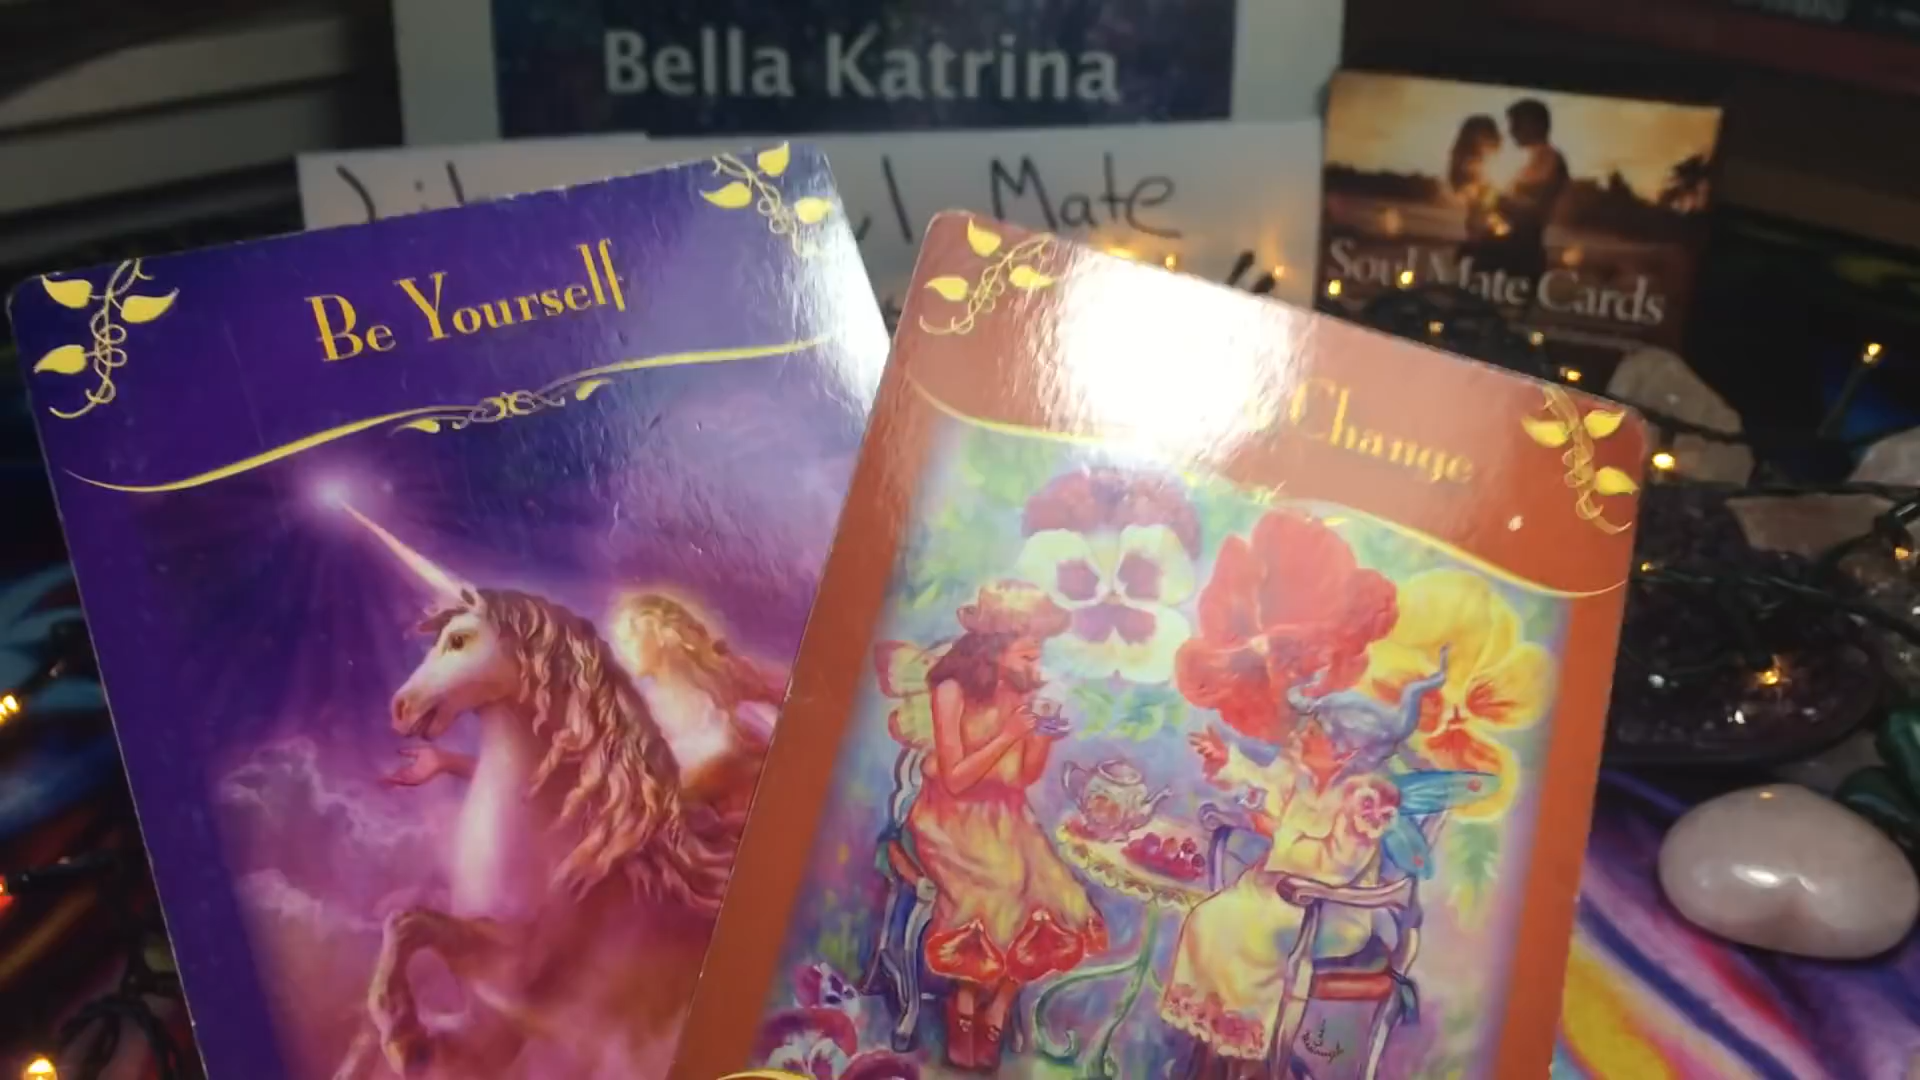 Bella Katrina
Mate
Soul Mate Cards
Be Yourself
Change